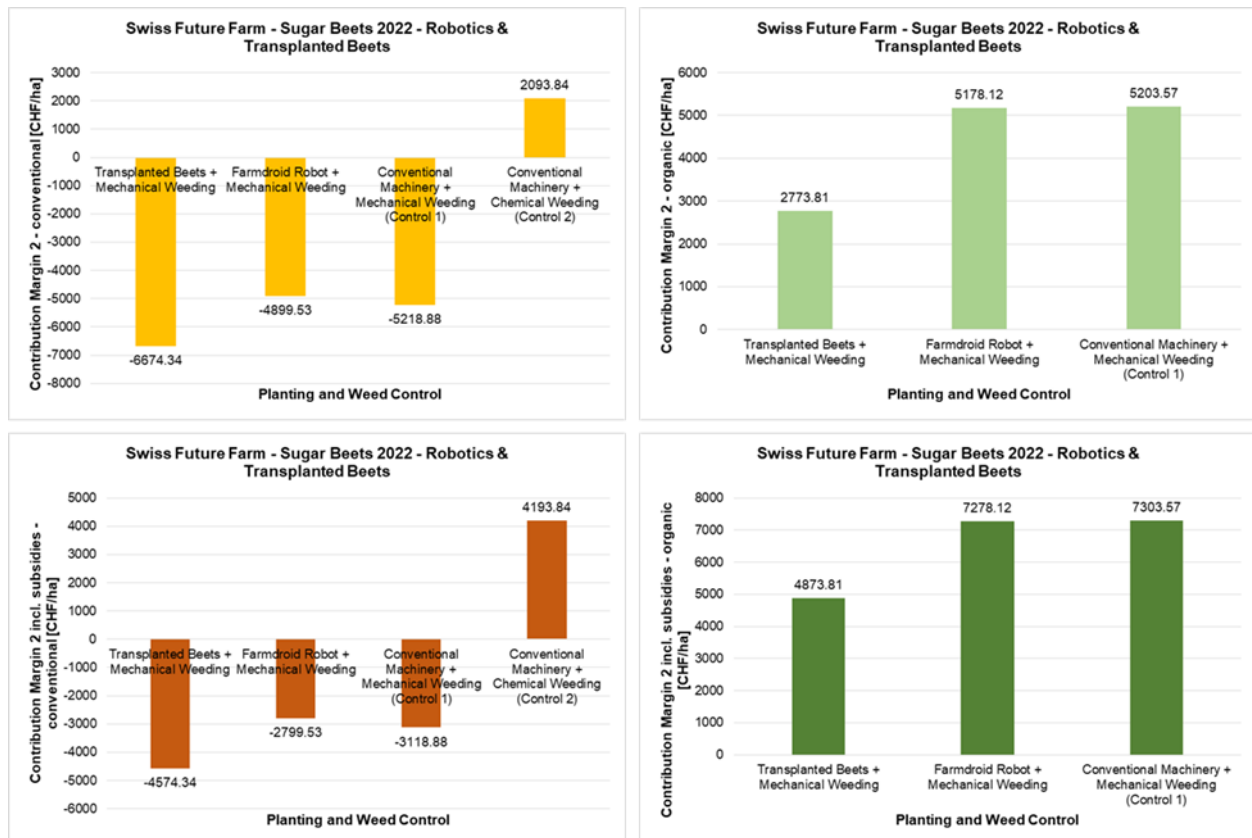 Swiss Future Farm - Sugar Beets 2022 - Robotics &
Transplanted Beets
Contribution Margin 2 - conventional [CHF/ha]
3000
2000
1000
0
-1000
-2000
-3000
-4000
-5000
-6000
-7000
-8000
2093.84
Transplanted Beets +
Mechanical Weeding
Farmdroid Robot +
Mechanical Weeding
Conventional
Machinery +
Mechanical Weeding
(Control 1)
Conventional
Machinery +
Chemical Weeding
(Control 2)
-6674.34
-4899.53
-5218.88
Planting and Weed Control
Swiss Future Farm - Sugar Beets 2022 - Robotics &
Transplanted Beets
Contribution Margin 2 - organic [CHF/ha]
6000
5000
4000
3000
2000
1000
0
2773.81
5178.12
5203.57
Transplanted Beets +
Mechanical Weeding
Farmdroid Robot +
Mechanical Weeding
Conventional Machinery +
Mechanical Weeding
(Control 1)
Planting and Weed Control
Swiss Future Farm - Sugar Beets 2022 - Robotics &
Transplanted Beets
Contribution Margin 2 incl. subsidies -
conventional [CHF/ha]
5000
4000
3000
2000
1000
0
-1000
-2000
-3000
-4000
-5000
-6000
4193.84
Transplanted Beets +
Mechanical Weeding
Farmdroid Robot +
Mechanical Weeding
Conventional
Machinery +
Mechanical Weeding
(Control 1)
Conventional
Machinery +
Chemical Weeding
(Control 2)
-4574.34
-2799.53
-3118.88
Planting and Weed Control
Swiss Future Farm - Sugar Beets 2022 - Robotics &
Transplanted Beets
Contribution Margin 2 incl. subsidies - organic
[CHF/ha]
8000
7000
6000
5000
4000
3000
2000
1000
0
4873.81
7278.12
7303.57
Transplanted Beets +
Mechanical Weeding
Farmdroid Robot +
Mechanical Weeding
Conventional Machinery +
Mechanical Weeding
(Control 1)
Planting and Weed Control